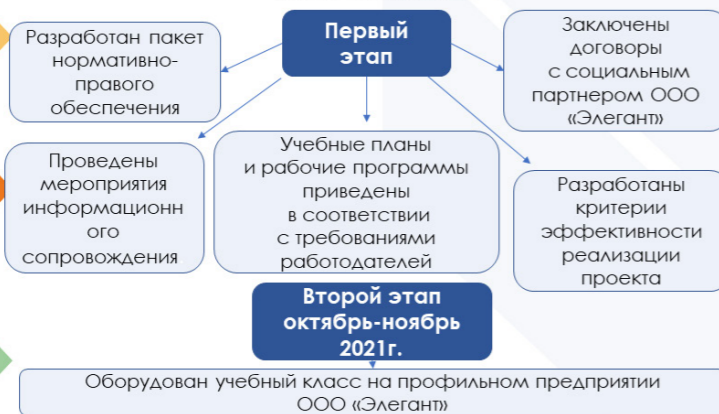 Разработан пакет
нормативно-
правого
обеспечения
Первый
этап
Заключены
договоры
с социальным
партнером ООО
«Элегант»
Проведены
мероприятия
информационн
ого
сопровождения
Учебные планы
и рабочие программы
приведены
в соответствии
с требованиями
работодателей
Разработаны
критерии
эффективности
реализации
проекта
Второй этап
октябрь-ноябрь
2021г.
Оборудован учебный класс на профильном предприятии
ООО «Элегант»